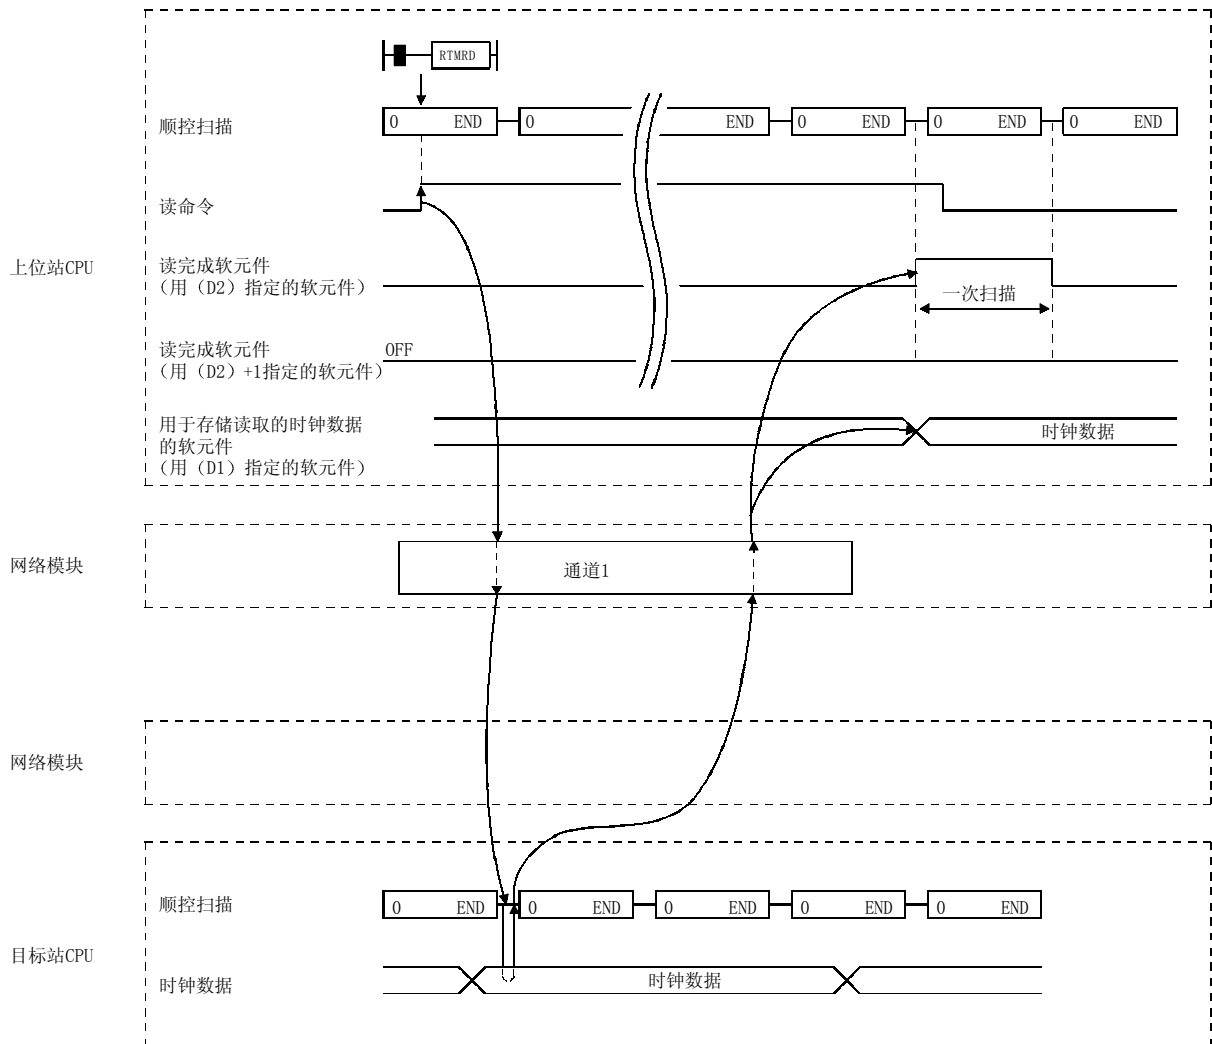 RTMRD
顺控扫描 0 END 0 END 0 END 0 END 0 END
读命令
上位站CPU
读完成软元件
（用（D2）指定的软元件）
一次扫描
读完成软元件
（用（D2）+1指定的软元件）
OFF
用于存储读取的时钟数据
的软元件
（用（D1）指定的软元件）
时钟数据
网络模块
通道1
网络模块
目标站CPU
顺控扫描 0 END 0 END 0 END 0 END 0 END
时钟数据
时钟数据